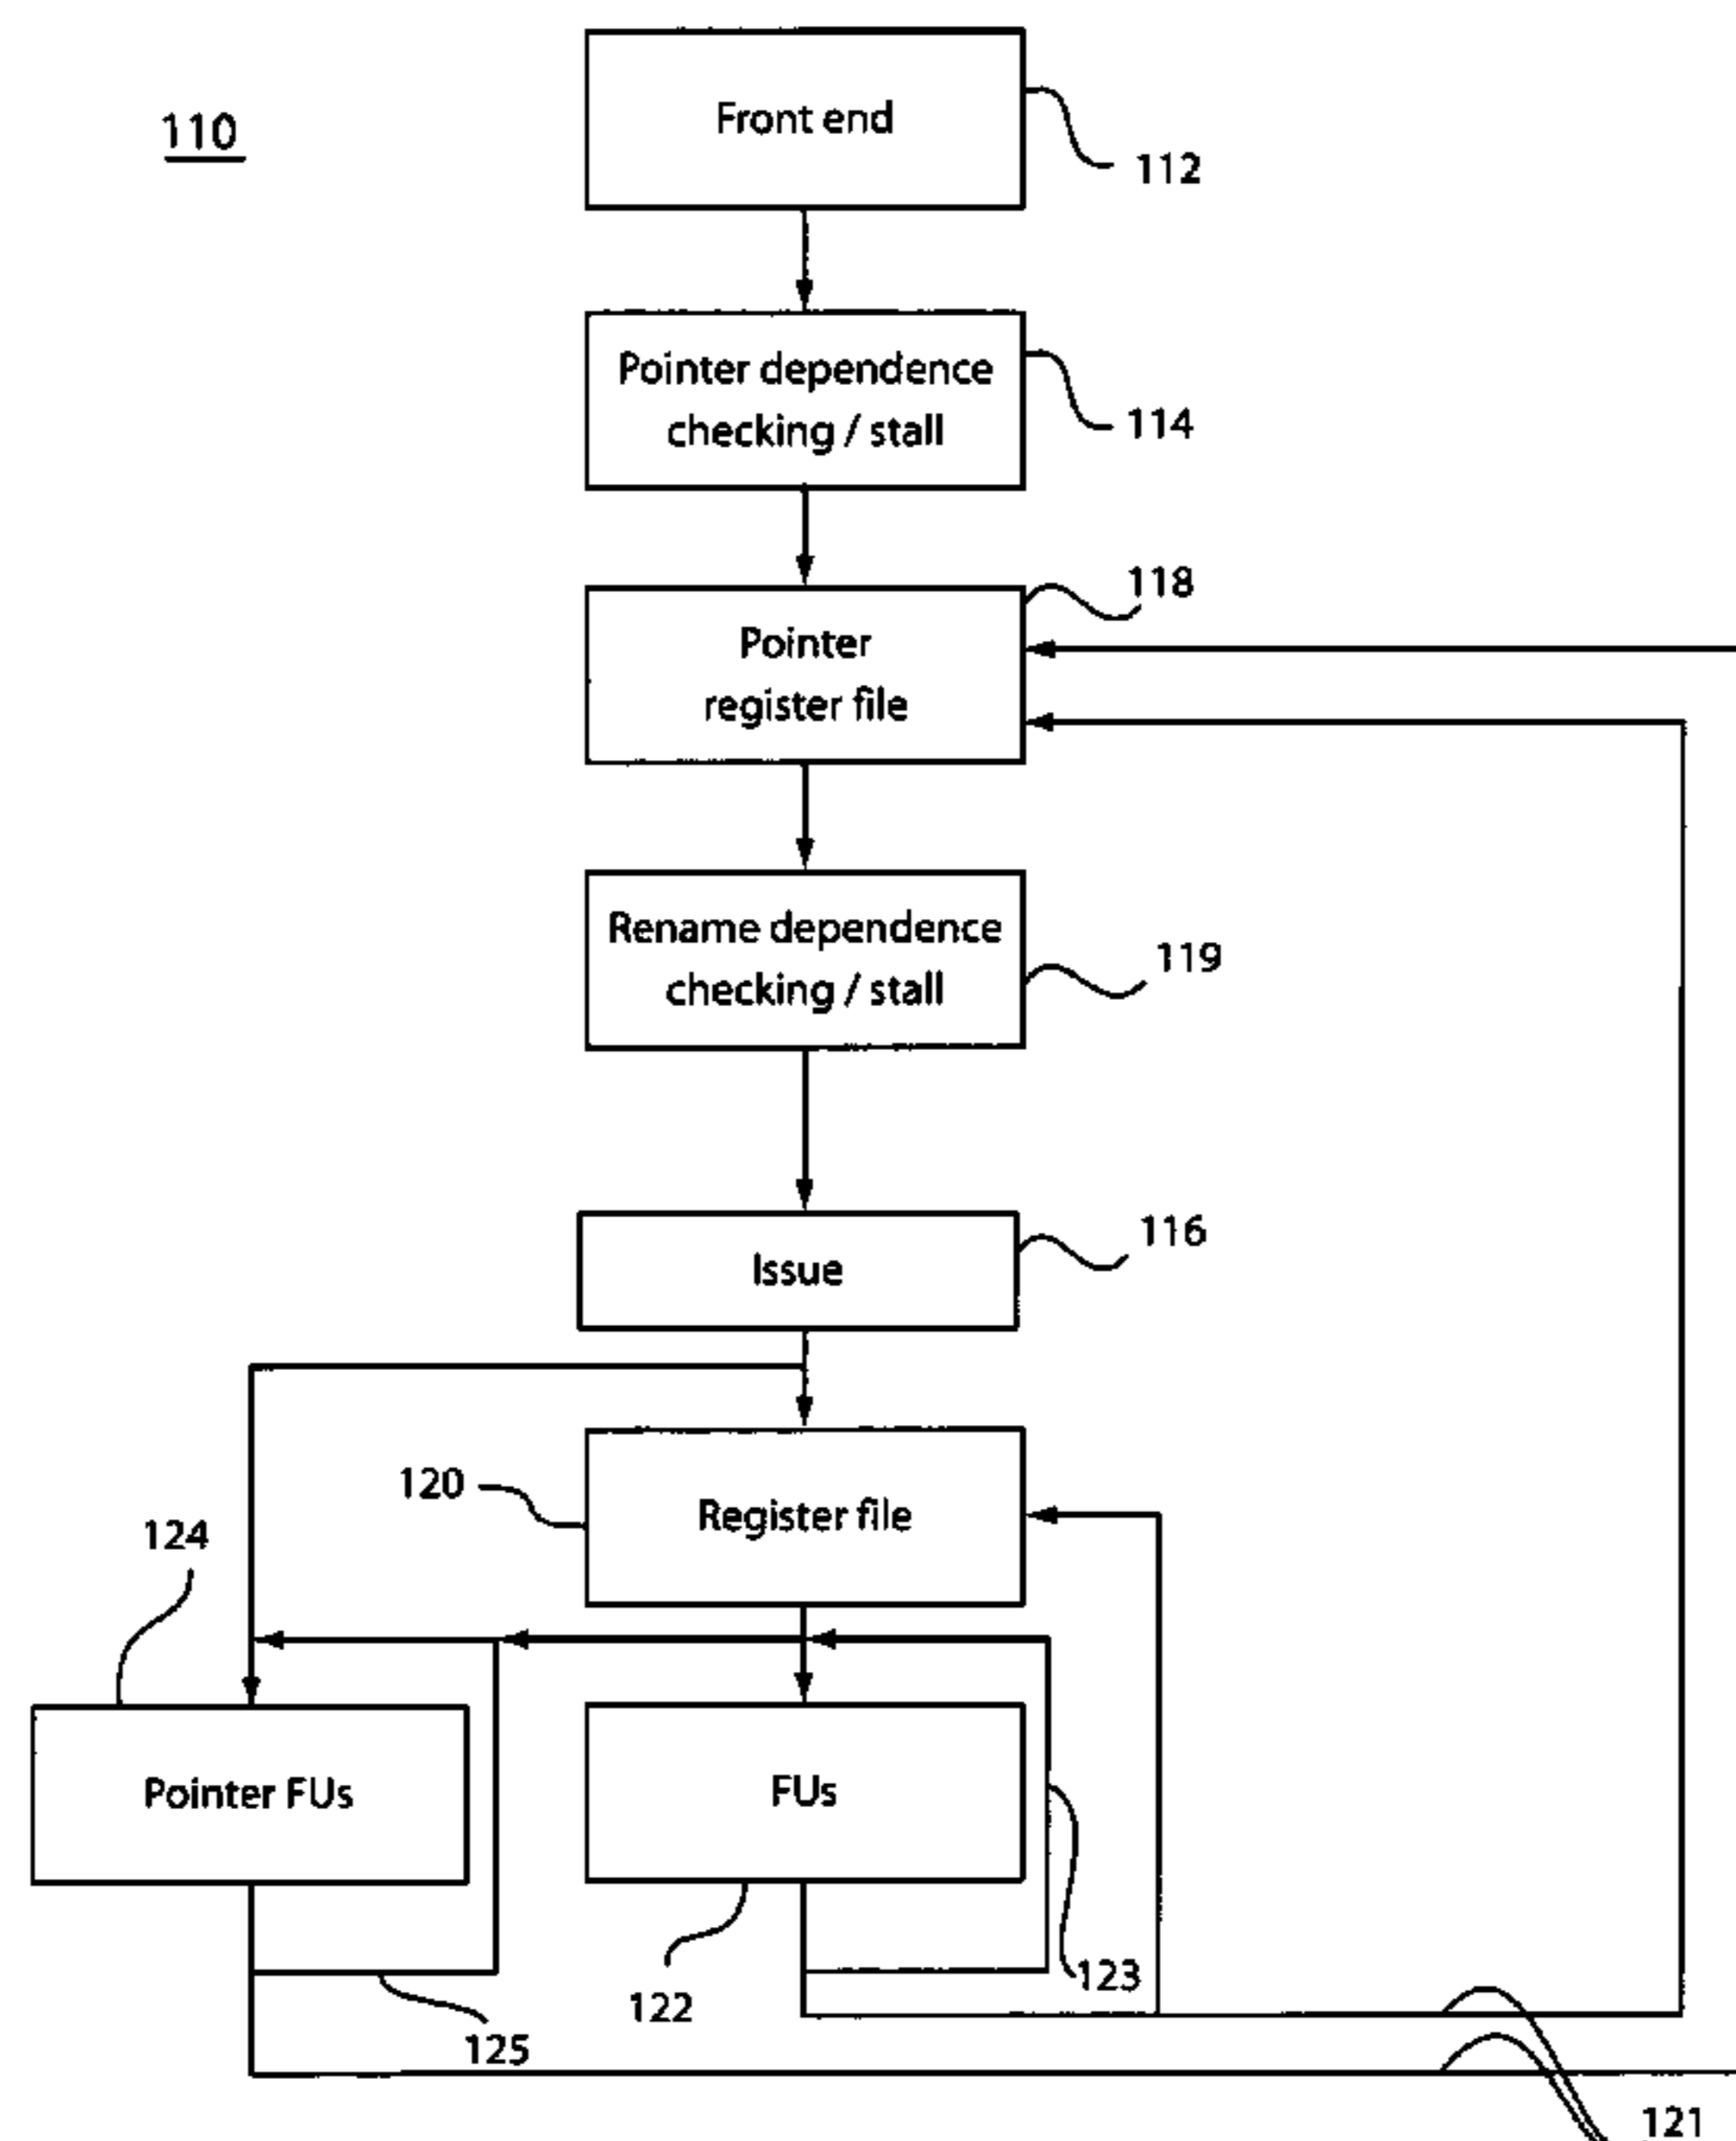 110
Front end
112
Pointer dependence
checking / stall
114
118
Pointer
register file
Rename dependence
checking / stall
119
116
Issue
120
Register file
124
Pointer FUs
FUs
123
122
125
121